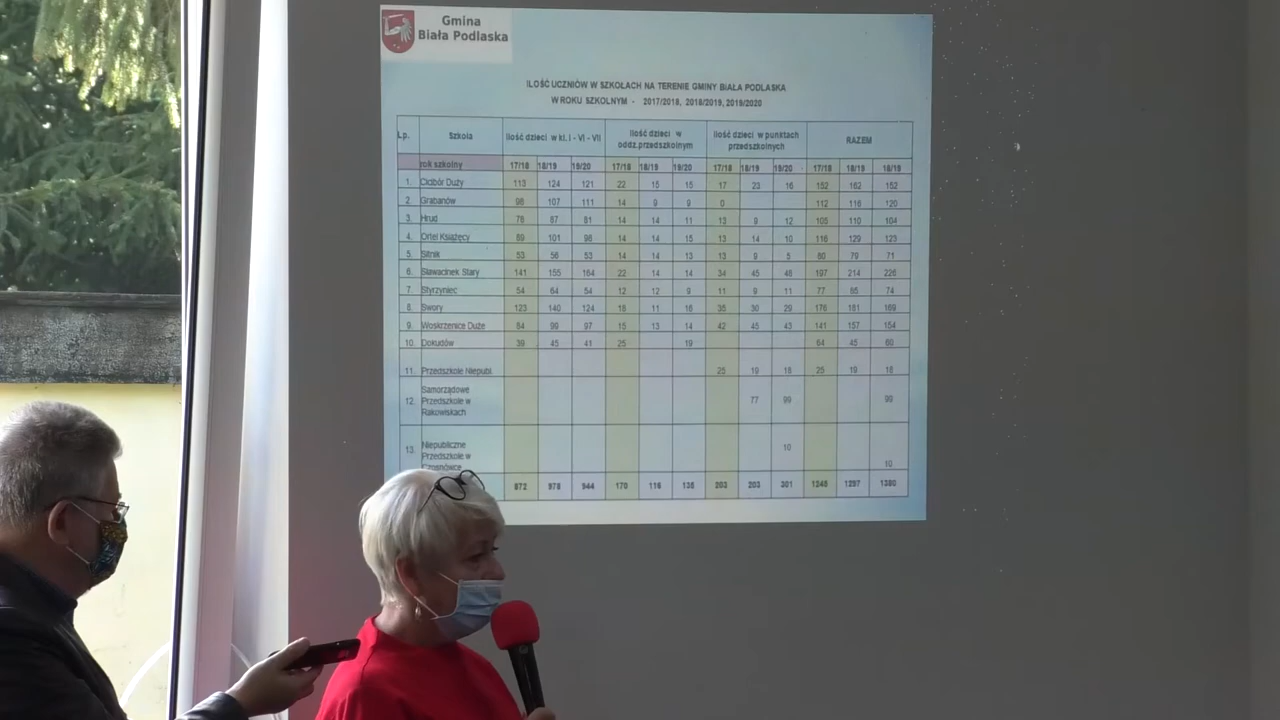 Gmina
Biała Podlaska
ILOŚĆ UCZNIÓW W SZKOŁACH NA TERENIE GMINY BIAŁA PODLASKA
W ROKU SZKOLNYM - 2017/2018, 2018/2019, 2019/2020
Lp. Szkoła Ilość dzieci w kl. I - VI - VII Ilość dzieci w oddz.przedszkolnym Ilość dzieci w punktach przedszkolnych RAZEM
rok szkolny 17/18 18/19 19/20 17/18 18/19 19/20 17/18 18/19 19/20 17/18 18/19 18/19
1. Cicibór Duży 113 124 121 22 15 15 17 23 16 152 162 152
2. Grabanów 98 107 111 14 9 9 0 112 116 120
3. Hrud 78 87 81 14 14 11 13 9 12 105 110 104
4. Ortel Książęcy 89 101 98 14 14 15 13 14 10 116 129 123
5. Sitnik 53 56 53 14 14 13 13 9 5 80 79 71
6. Sławacinek Stary 141 155 164 22 14 14 34 45 48 197 214 226
7. Styrzyniec 54 64 54 12 12 9 11 9 11 77 85 74
8. Swory 123 140 124 18 11 16 35 30 29 176 181 169
9. Woskrzenice Duże 84 99 97 15 13 14 42 45 43 141 157 154
10. Dokudów 39 45 41 25 19 64 45 60
11. Przedszkole Niepubl. 25 19 18 25 19 18
12. Samorządowe
Przedszkole w
Rakowiskach 77 99 99
13. Niepubliczne
Przedszkole w 10 10
872 978 944 170 116 135 203 203 301 1245 1297 1380